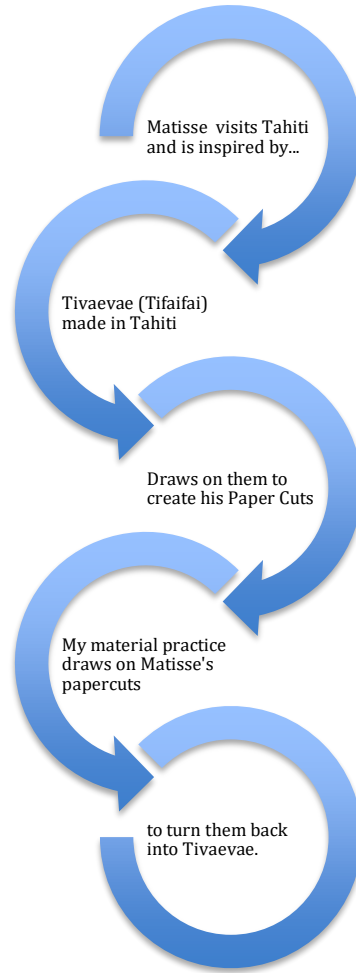 Matisse  visits Tahiti
and is inspired by...
Tivaevae (Tifaifai)
made in Tahiti
Draws on them to
create his Paper Cuts
My material practice
draws on Matisse's
papercuts
to turn them back
into Tivaevae.